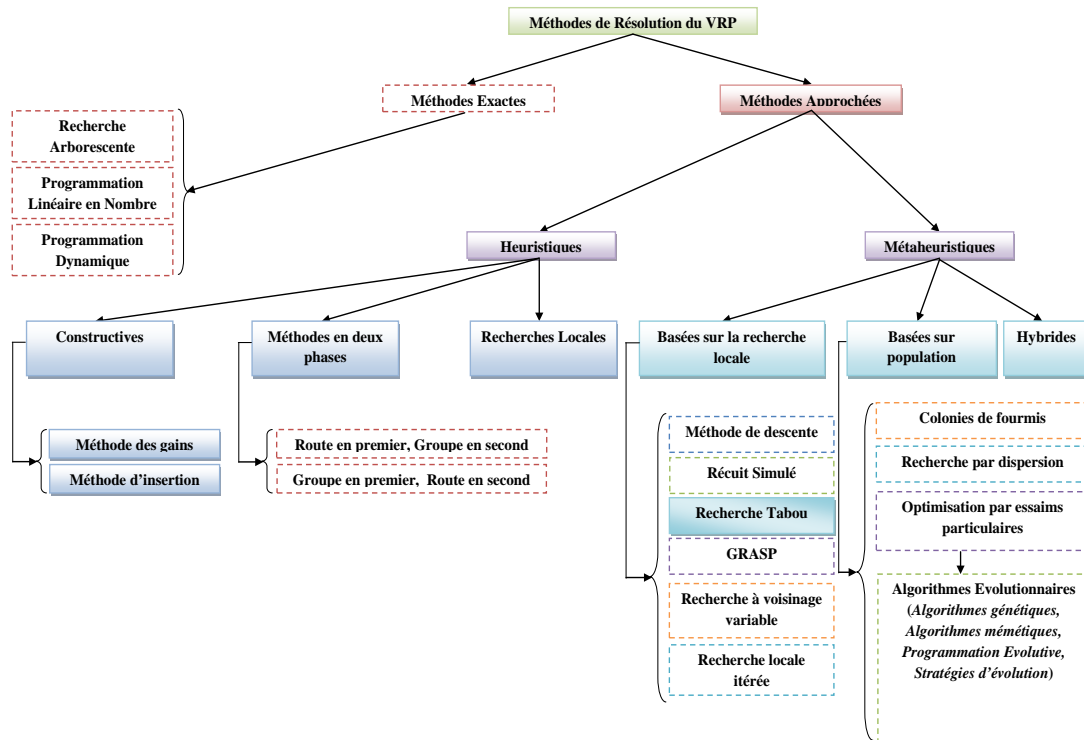 Méthodes de Résolution du VRP
Méthodes Exactes
Méthodes Approchées
Recherche
Arborescente
Programmation
Linéaire en Nombre
Programmation
Dynamique
Heuristiques
Métaheuristiques
Constructives
Méthodes en deux
phases
Recherches Locales
Basées sur la recherche
locale
Basées sur
population
Hybrides
Méthode des gains
Méthode d'insertion
Route en premier, Groupe en second
Groupe en premier, Route en second
Méthode de descente
Récuit Simulé
Recherche Tabou
GRASP
Recherche à voisinage
variable
Recherche locale
itérée
Colonies de fourmis
Recherche par dispersion
Optimisation par essaims
particulaires
Algorithmes Evolutionnaires
(Algorithmes génétiques,
Algorithmes mémétiques,
Programmation Evolutive,
Stratégies d'évolution)